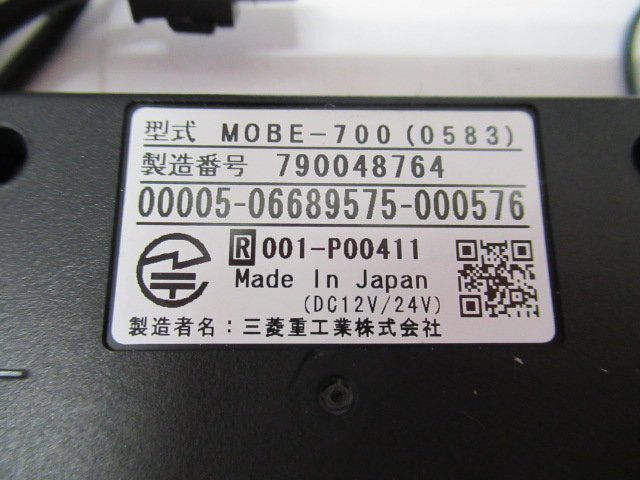 型式 MOBE-700(0583)
製造番号 790048764
00005-06689575-000576
R 001-P00411
Made In Japan
(DC12V/24V)
製造者名:三菱重工業株式会社